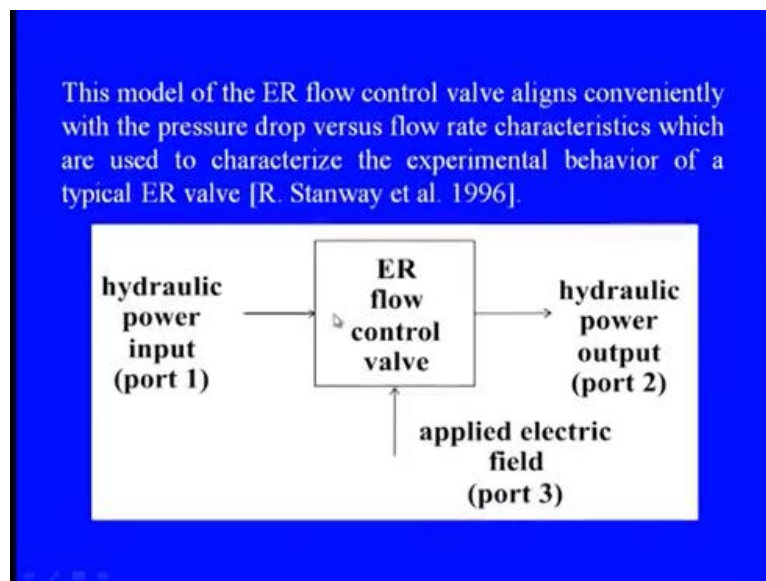 This model of the ER flow control valve aligns conveniently
with the pressure drop versus flow rate characteristics which
are used to characterize the experimental behavior of a
typical ER valve [R. Stanway et al. 1996].
hydraulic
power
input
(port 1)
ER
flow
control
valve
hydraulic
power
output
(port 2)
applied electric
field
(port 3)